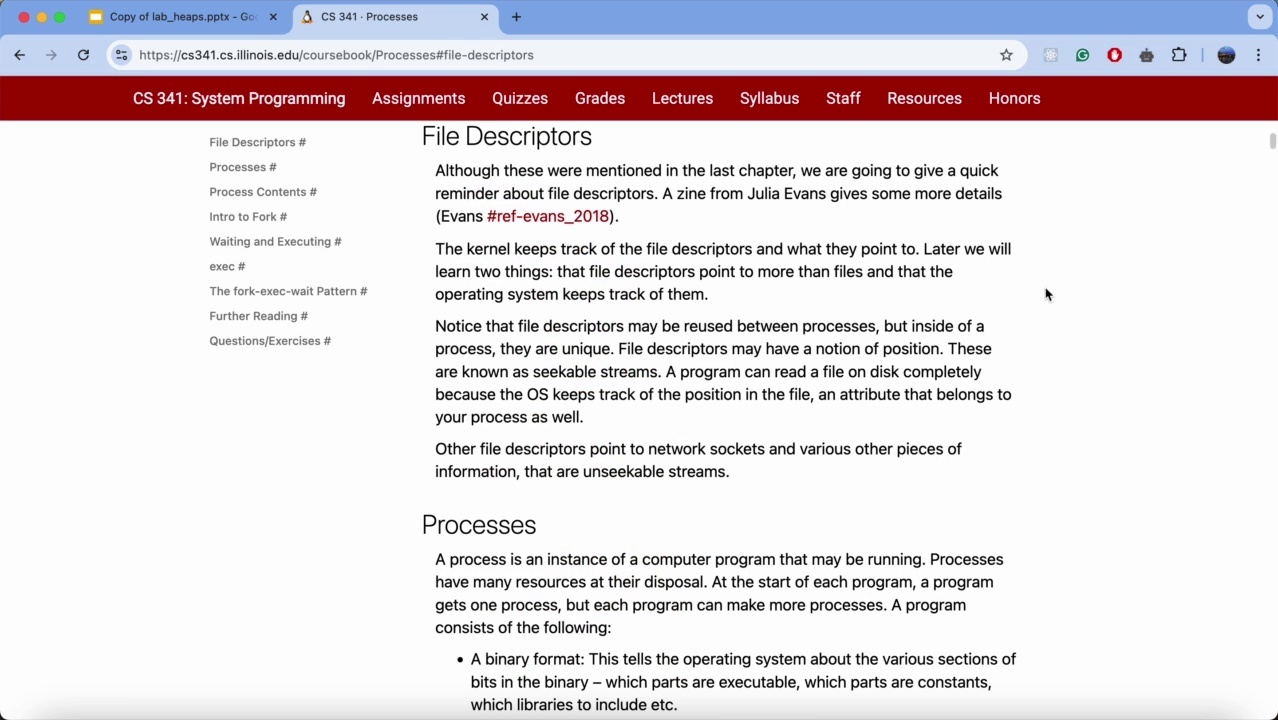 Copy of lab_heaps.pptx - Goo
CS 341 · Processes
https://cs341.cs.illinois.edu/coursebook/Processes#file-descriptors
CS 341: System Programming Assignments Quizzes Grades Lectures Syllabus Staff Resources Honors
File Descriptors #
Processes #
Process Contents #
Intro to Fork #
Waiting and Executing #
exec #
The fork-exec-wait Pattern #
Further Reading #
Questions/Exercises #
File Descriptors
Although these were mentioned in the last chapter, we are going to give a quick
reminder about file descriptors. A zine from Julia Evans gives some more details
(Evans #ref-evans_2018).
The kernel keeps track of the file descriptors and what they point to. Later we will
learn two things: that file descriptors point to more than files and that the
operating system keeps track of them.
Notice that file descriptors may be reused between processes, but inside of a
process, they are unique. File descriptors may have a notion of position. These
are known as seekable streams. A program can read a file on disk completely
because the OS keeps track of the position in the file, an attribute that belongs to
your process as well.
Other file descriptors point to network sockets and various other pieces of
information, that are unseekable streams.
Processes
A process is an instance of a computer program that may be running. Processes
have many resources at their disposal. At the start of each program, a program
gets one process, but each program can make more processes. A program
consists of the following:
• A binary format: This tells the operating system about the various sections of
bits in the binary – which parts are executable, which parts are constants,
which libraries to include etc.